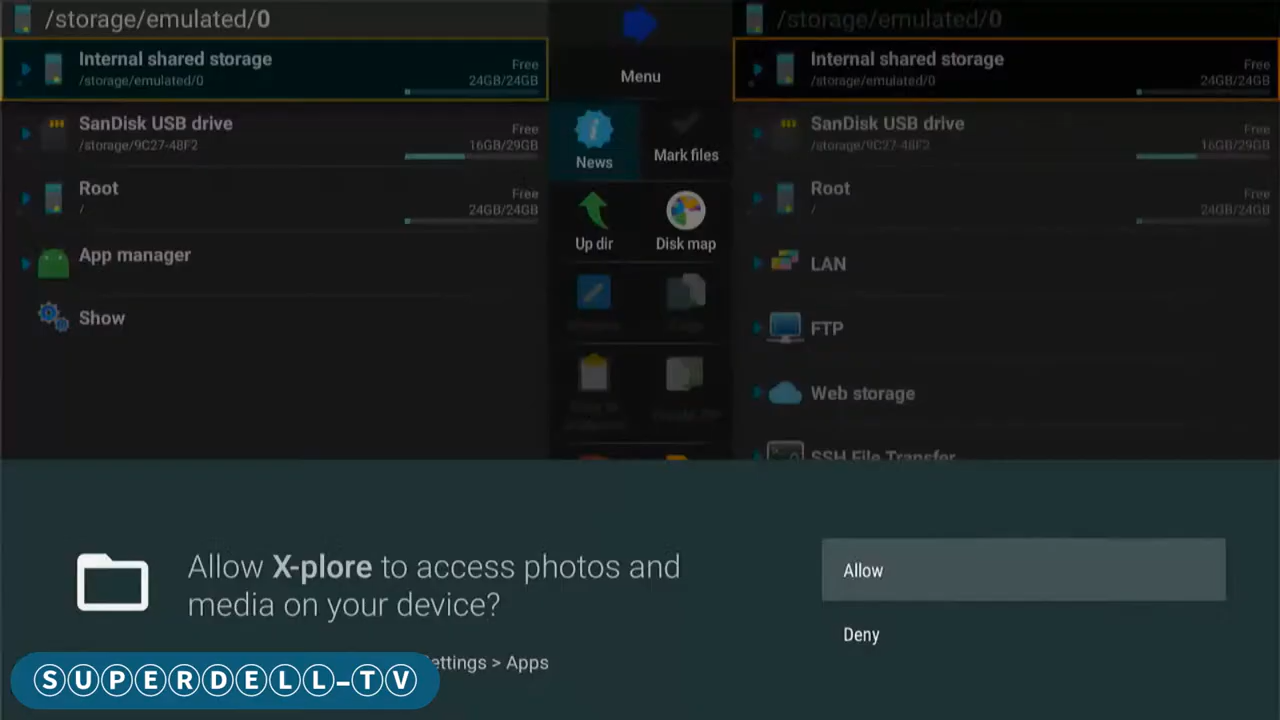 /storage/emulated/0
Internal shared storage
/storage/emulated/0
Free
24GB/24GB
SanDisk USB drive
/storage/9C27-48F2
Free
16GB/29GB
Root
/
Free
24GB/24GB
App manager
Show
Menu
News
Mark files
Up dir
Disk map
/storage/emulated/0
Internal shared storage
/storage/emulated/0
Free
24GB/24GB
SanDisk USB drive
/storage/9C27-48F2
Free
16GB/29GB
Root
/
Free
24GB/24GB
LAN
FTP
Web storage
SSH File Transfer
Allow X-plore to access photos and
media on your device?
Allow
Deny
ettings > Apps
SUPERDELL-TV